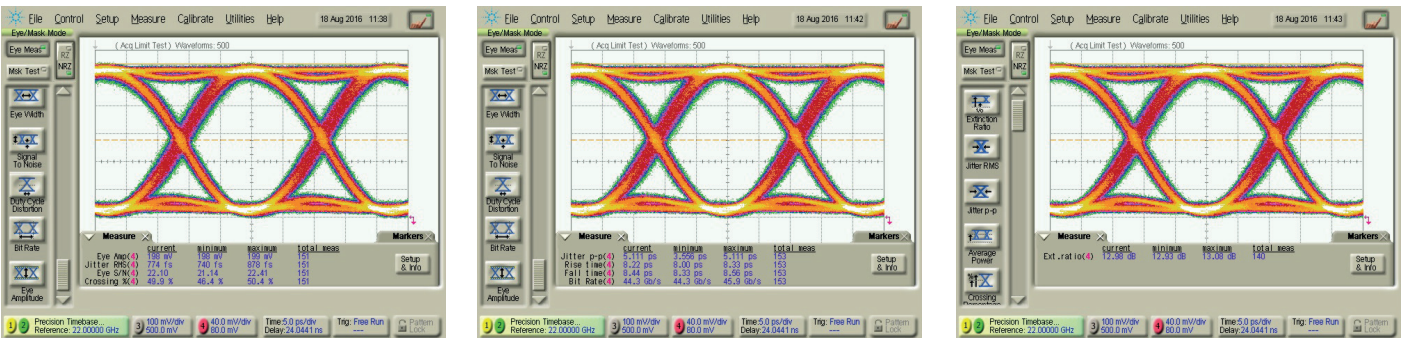 File Control Setup Measure Calibrate Utilities Help 18 Aug 2016 11:38
Eye/Mask Mode
Eye Meas
RZ
NRZ
Msk Test
( Acq Limit Test ) Waveforms: 500
Eye Width
Signal
To Noise
Duty Cycle
Distortion
Bit Rate
Eye
Amplitude
Measure
Markers
current minimum maximum total meas
Eye Amp(4) 198 mV 198 mV 199 mV 151
Jitter RMS(4) 774 fs 740 fs 878 fs 151
Eye S/N(4) 22.10 21.14 22.41 151
Crossing %(4) 49.9 % 46.4 % 50.4 % 151
Setup
& Info
1 2 Precision Timebase...
Reference: 22.00000 GHz
3 100 mV/div
500.0 mV
4 40.0 mV/div
80.0 mV
Time:5.0 ps/div
Delay:24.0441 ns
Trig: Free Run
----
Pattern
Lock
File Control Setup Measure Calibrate Utilities Help 18 Aug 2016 11:42
Eye/Mask Mode
Eye Meas
RZ
NRZ
Msk Test
( Acq Limit Test ) Waveforms: 500
Eye Width
Signal
To Noise
Duty Cycle
Distortion
Bit Rate
Eye
Amplitude
Measure
Markers
current minimum maximum total meas
Jitter p-p(4) 5.111 ps 3.556 ps 5.111 ps 153
Rise time(4) 8.22 ps 8.00 ps 8.33 ps 153
Fall time(4) 8.44 ps 8.33 ps 8.56 ps 153
Bit Rate(4) 44.3 Gb/s 44.3 Gb/s 45.9 Gb/s 153
Setup
& Info
1 2 Precision Timebase...
Reference: 22.00000 GHz
3 100 mV/div
500.0 mV
4 40.0 mV/div
80.0 mV
Time:5.0 ps/div
Delay:24.0441 ns
Trig: Free Run
----
Pattern
Lock
File Control Setup Measure Calibrate Utilities Help 18 Aug 2016 11:43
Eye/Mask Mode
Eye Meas
RZ
NRZ
Msk Test
( Acq Limit Test ) Waveforms: 500
Extinction
Ratio
Jitter RMS
Jitter p-p
Average
Power
Crossing
Measure
Markers
current minimum maximum total meas
Ext.ratio(4) 12.98 dB 12.93 dB 13.08 dB 140
Setup
& Info
1 2 Precision Timebase...
Reference: 22.00000 GHz
3 100 mV/div
500.0 mV
4 40.0 mV/div
80.0 mV
Time:5.0 ps/div
Delay:24.0441 ns
Trig: Free Run
----
Pattern
Lock